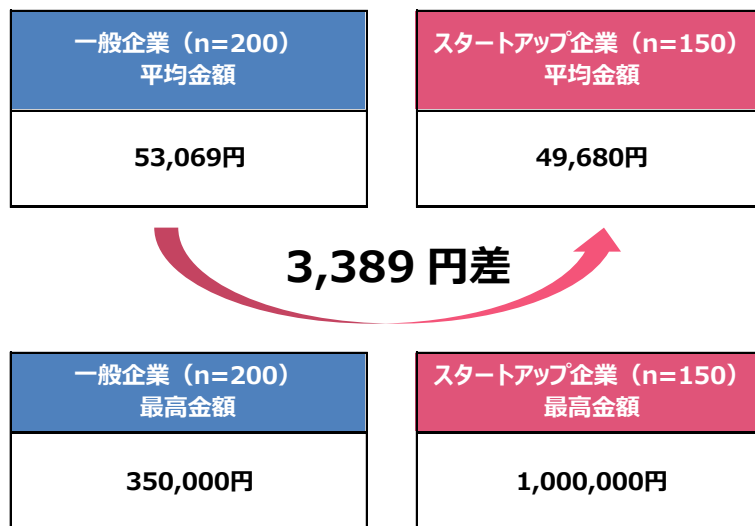 一般企業（n=200）
平均金額
スタートアップ企業（n=150）
平均金額
53,069円
49,680円
3,389 円差
一般企業（n=200）
最高金額
スタートアップ企業（n=150）
最高金額
350,000円
1,000,000円